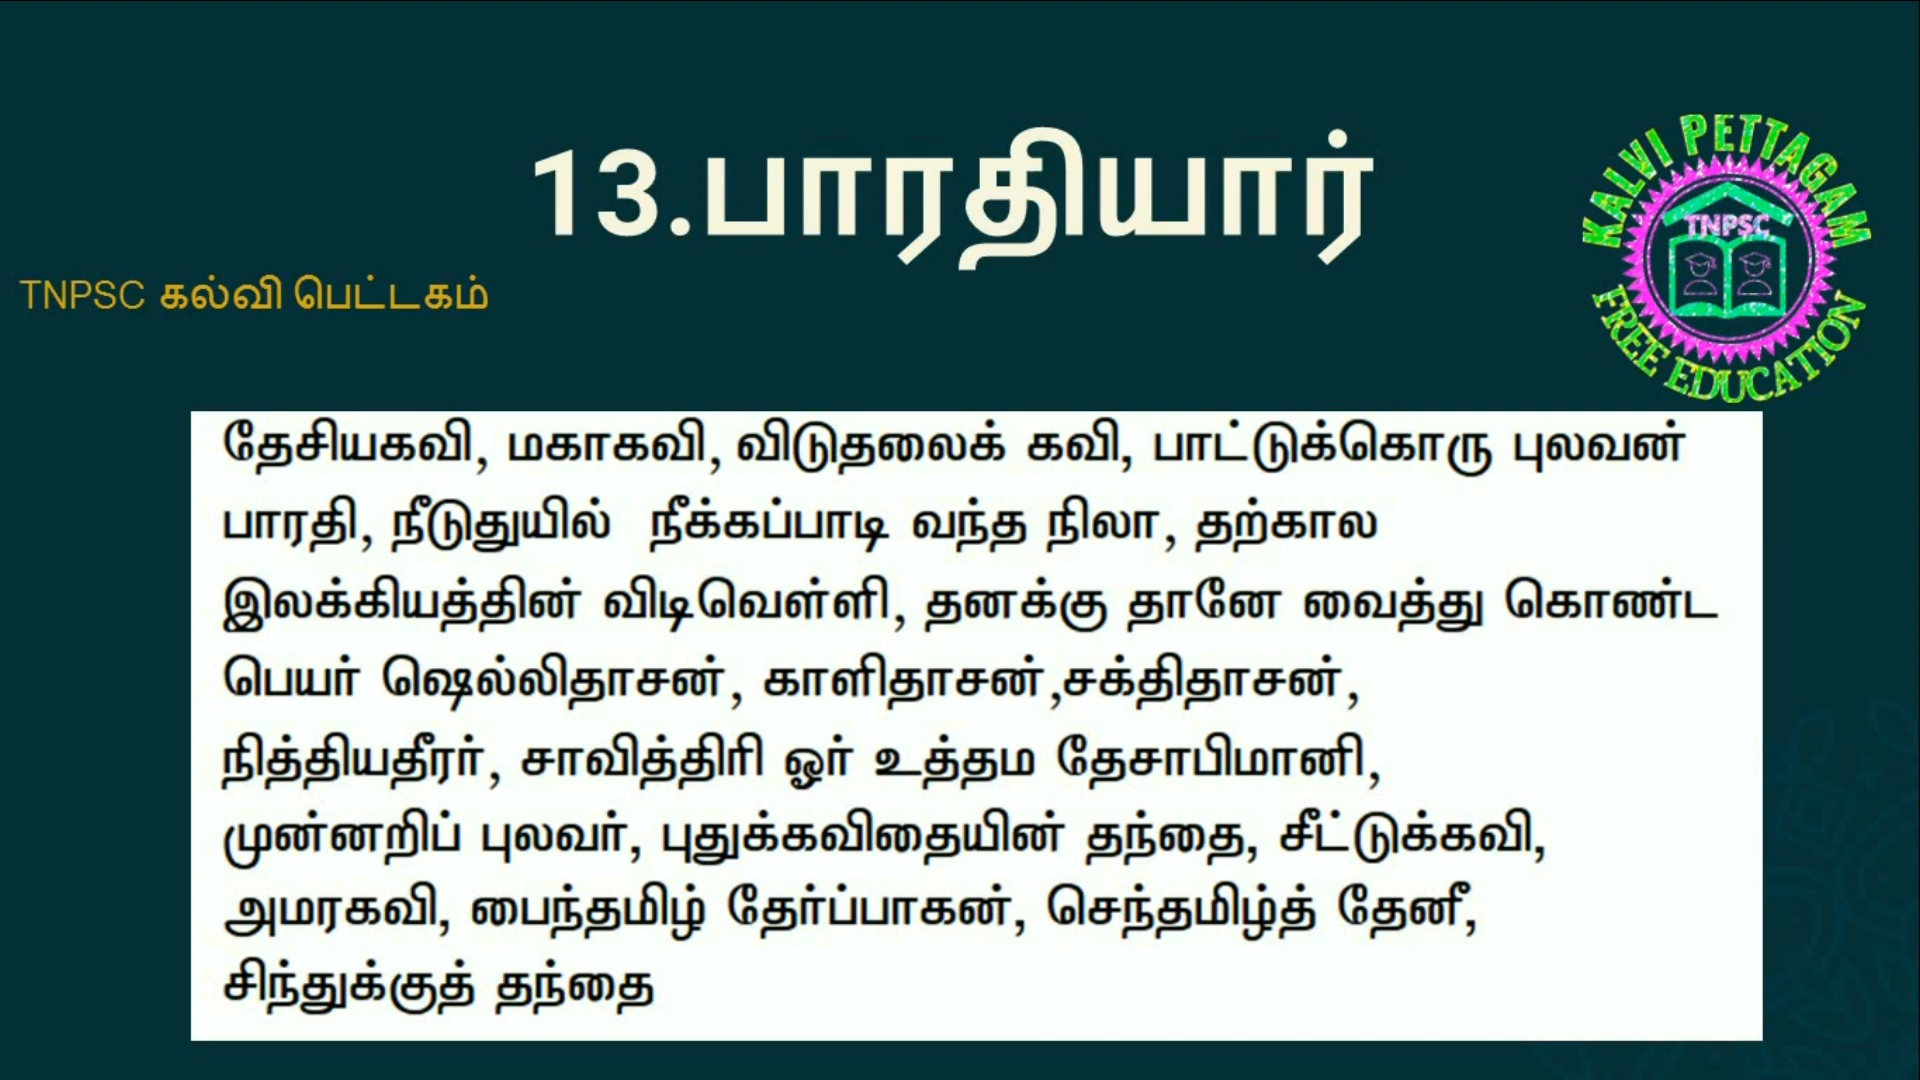 13.பாரதியார்
KALVI PETTAGAM
TNPSC
FREE EDUCATION
TNPSC கல்வி பெட்டகம்
தேசியகவி, மகாகவி, விடுதலைக் கவி, பாட்டுக்கொரு புலவன்
பாரதி, நீடுதுயில் நீக்கப்பாடி வந்த நிலா, தற்கால
இலக்கியத்தின் விடிவெள்ளி, தனக்கு தானே வைத்து கொண்ட
பெயர் ஷெல்லிதாசன், காளிதாசன்,சக்திதாசன்,
நித்தியதீரர், சாவித்திரி ஓர் உத்தம தேசாபிமானி,
முன்னறிப் புலவர், புதுக்கவிதையின் தந்தை, சீட்டுக்கவி,
அமரகவி, பைந்தமிழ் தேர்ப்பாகன், செந்தமிழ்த் தேனீ,
சிந்துக்குத் தந்தை